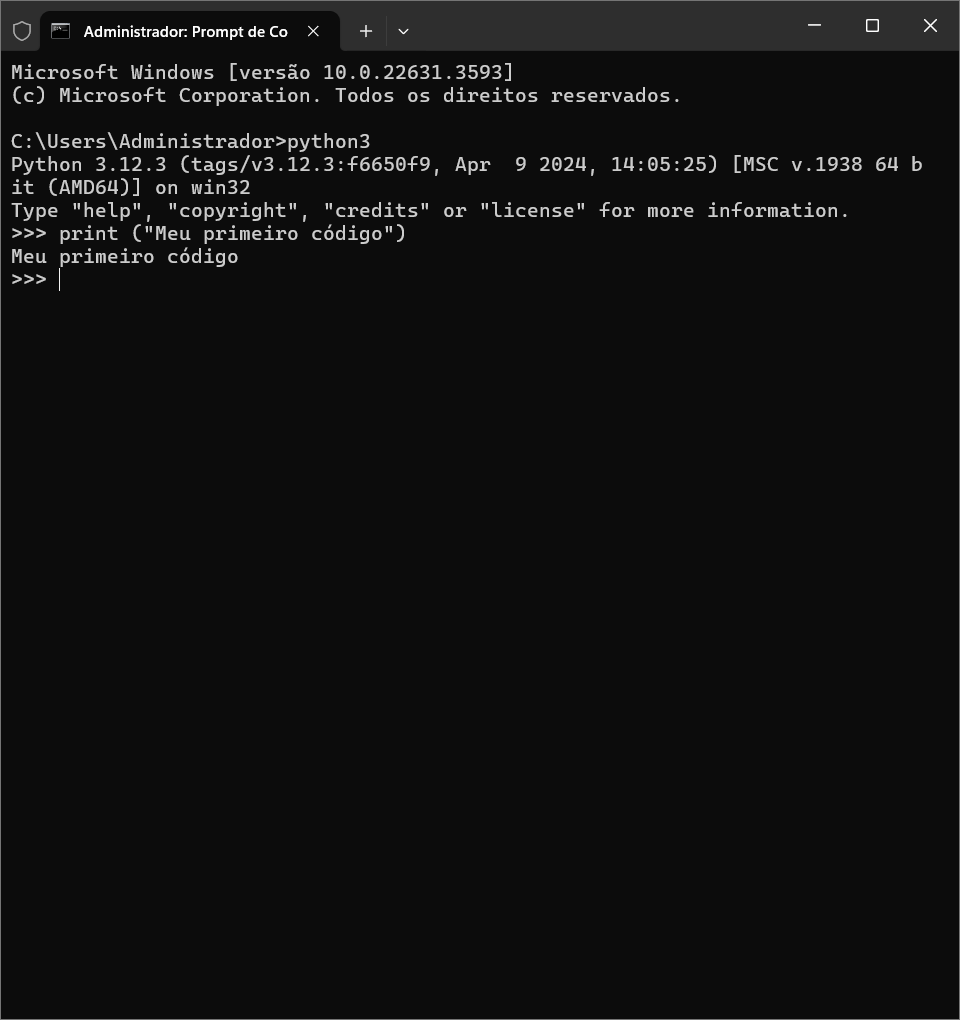 Administrador: Prompt de Co
Microsoft Windows [versão 10.0.22631.3593]
(c) Microsoft Corporation. Todos os direitos reservados.
C:\Users\Administrador>python3
Python 3.12.3 (tags/v3.12.3:f6650f9, Apr  9 2024, 14:05:25) [MSC v.1938 64 b
it (AMD64)] on win32
Type "help", "copyright", "credits" or "license" for more information.
>>> print ("Meu primeiro código")
Meu primeiro código
>>>